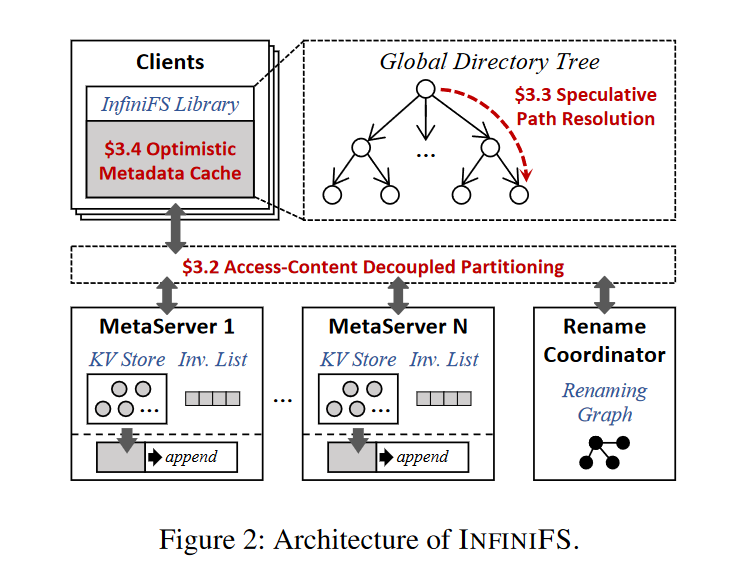 Clients
InfiniFS Library
$3.4 Optimistic
Metadata Cache
Global Directory Tree
$3.3 Speculative
Path Resolution
...
$3.2 Access-Content Decoupled Partitioning
MetaServer 1
KV Store Inv. List
...
append
...
MetaServer N
KV Store Inv. List
...
append
Rename
Coordinator
Renaming
Graph
Figure 2: Architecture of INFINIFS.